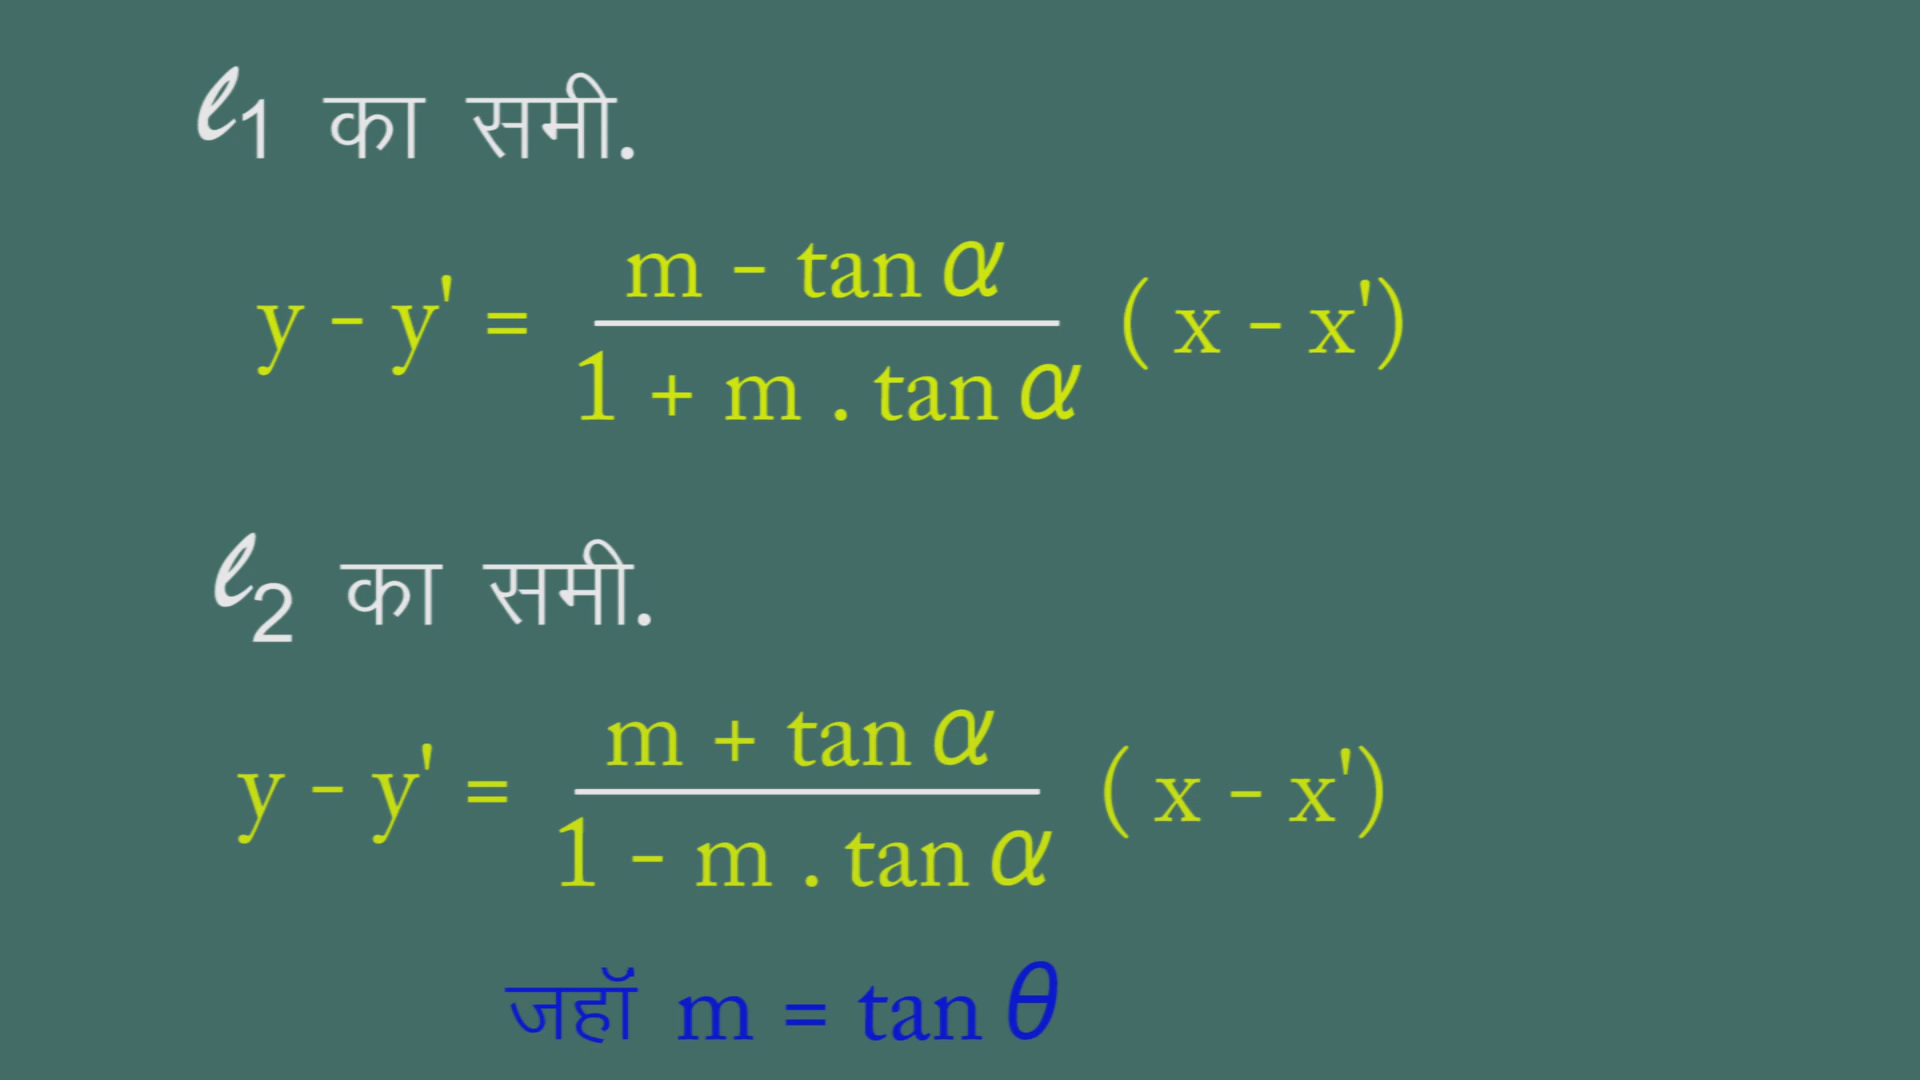 ℓ1 का समी.
y - y' = m - tan α / 1 + m . tan α ( x - x')
ℓ2 का समी.
y - y' = m + tan α / 1 - m . tan α ( x - x')
जहॉ m = tan θ